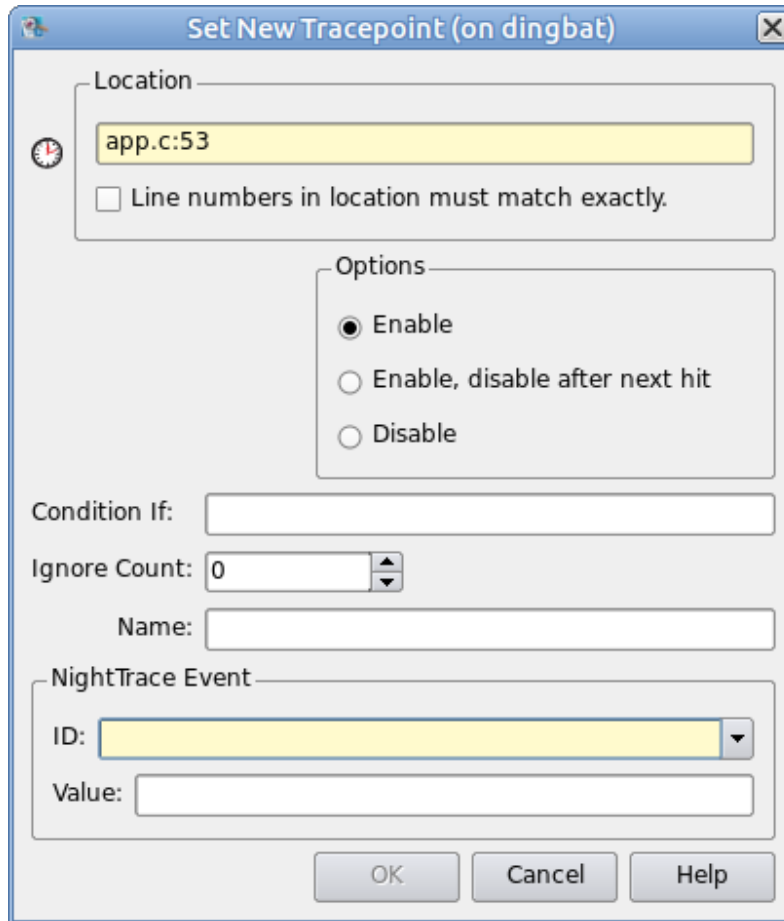 Set New Tracepoint (on dingbat)
Location
app.c:53
Line numbers in location must match exactly.
Options
Enable
Enable, disable after next hit
Disable
Condition If:
Ignore Count: 0
Name:
NightTrace Event
ID:
Value:
OK Cancel Help